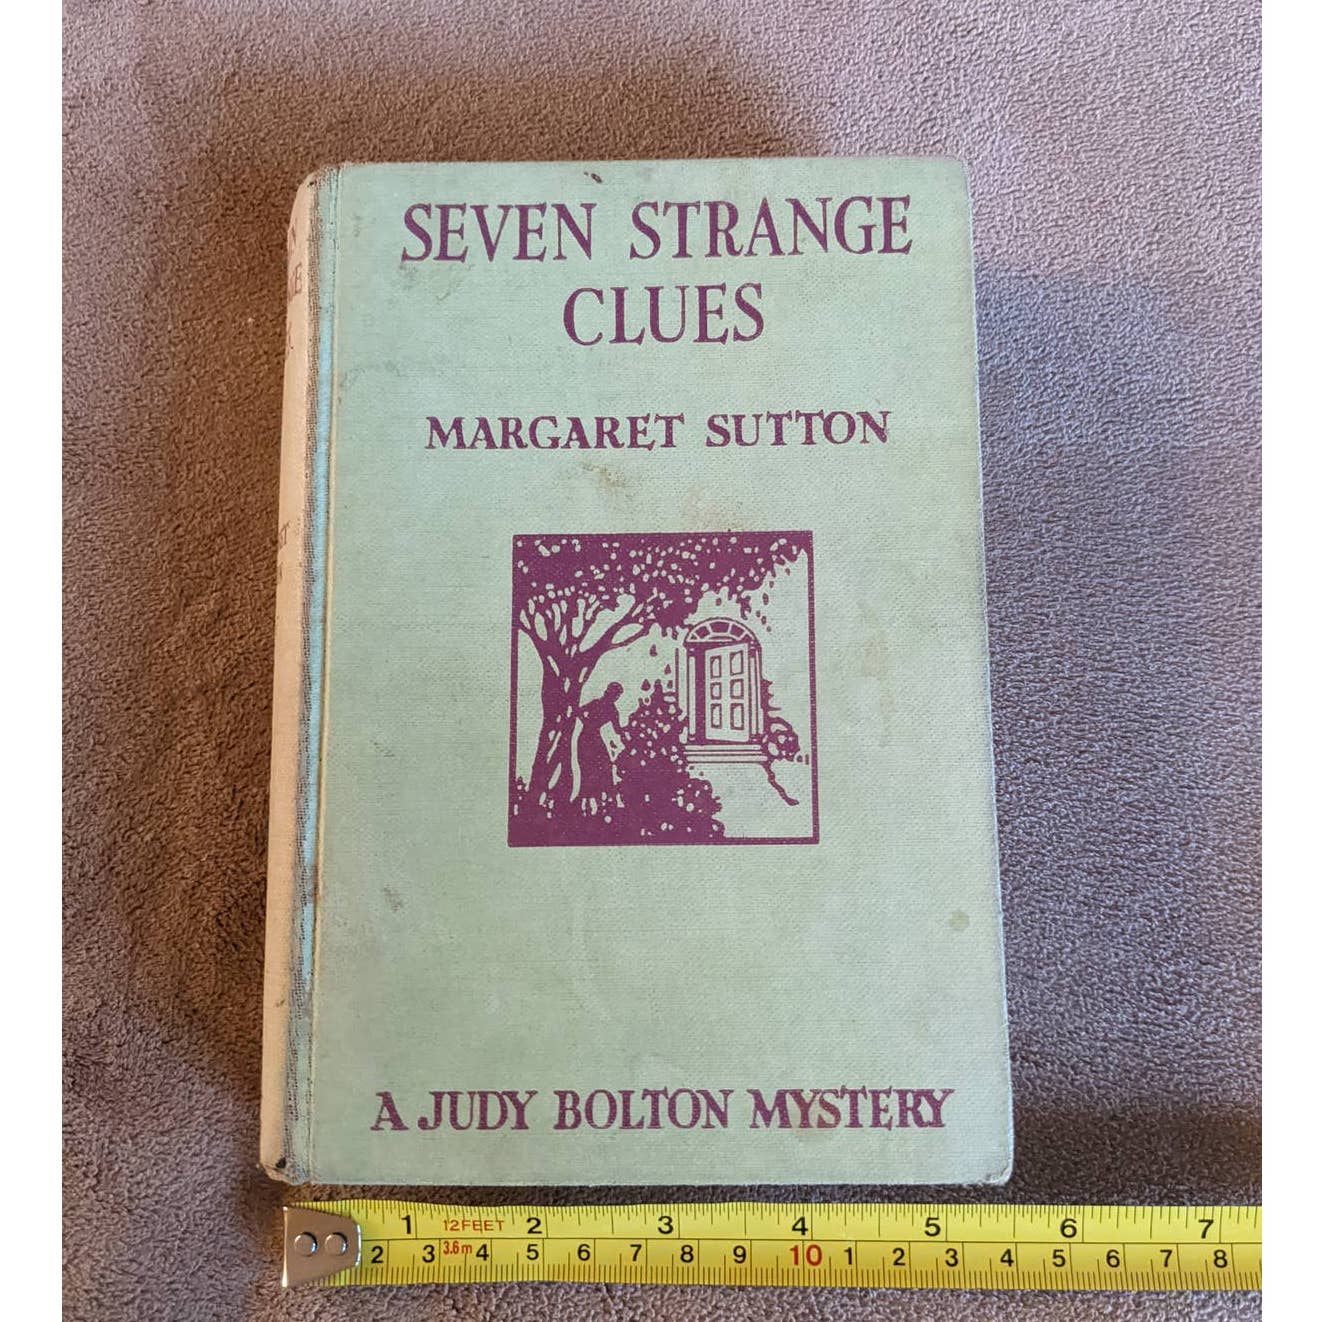 SEVEN STRANGE
CLUES
MARGARET SUTTON
A JUDY BOLTON MYSTERY
1 12FEET 2 3 4 5 6 7
2 3 3.6m 4 5 6 7 8 9 10 1 2 3 4 5 6 7 8